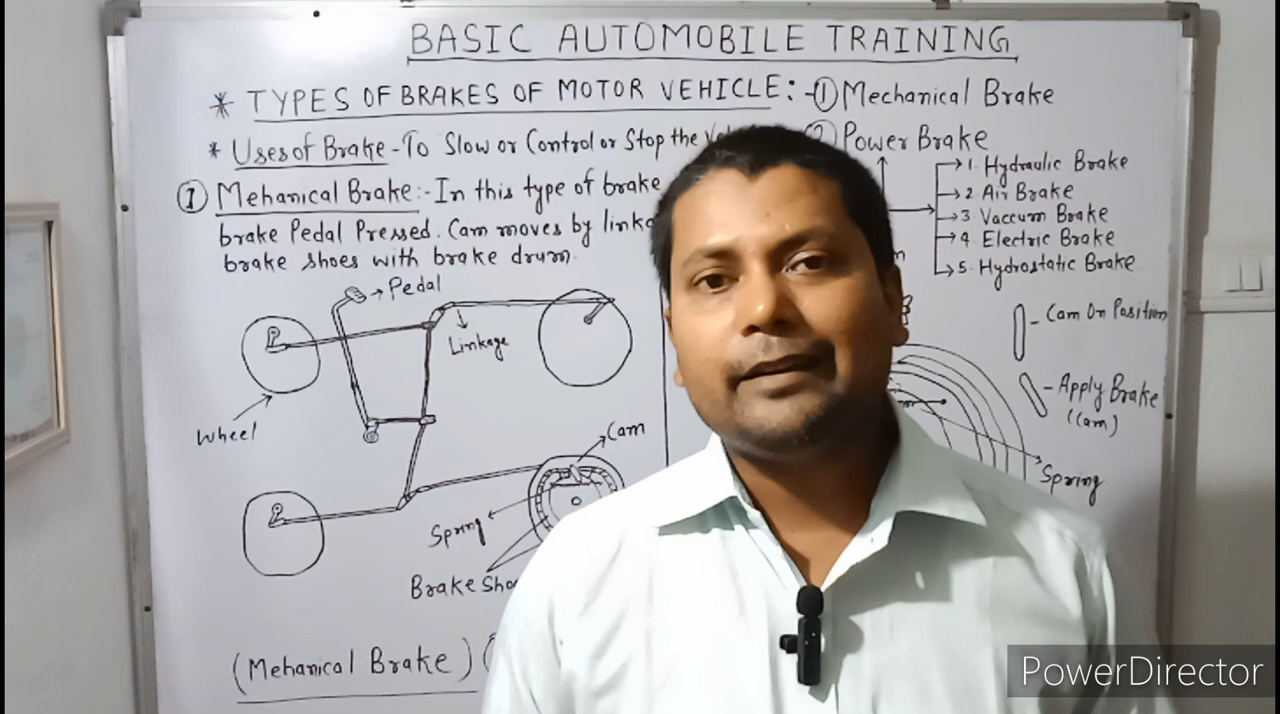 BASIC AUTOMOBILE TRAINING
* TYPES OF BRAKES OF MOTOR VEHICLE:- ① Mechanical Brake
* Uses of Brake - To Slow or Control or Stop the
② Power Brake
→ 1. Hydraulic Brake
→ 2 Air Brake
→ 3 Vaccum Brake
→ 4. Electric Brake
→ 5. Hydrostatic Brake
① Mehanical Brake:- In this type of brake
brake Pedal Pressed. Cam moves by
brake shoes with brake drum.
→ Pedal
Linkage
Wheel
Cam
Spring
Brake
(Mehanical Brake)
- Cam On Position
- Apply Brake
(Cam)
Spring
PowerDirector